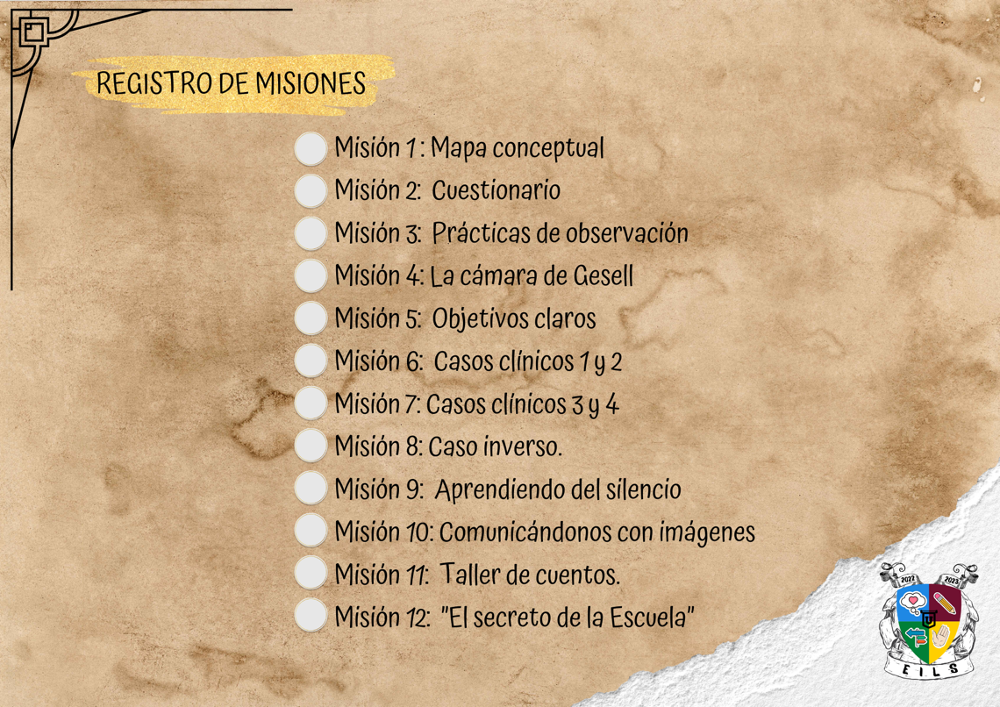 REGISTRO DE MISIONES
Misión 1: Mapa conceptual
Misión 2: Cuestionario
Misión 3: Prácticas de observación
Misión 4: La cámara de Gesell
Misión 5: Objetivos claros
Misión 6: Casos clínicos 1 y 2
Misión 7: Casos clínicos 3 y 4
Misión 8: Caso inverso.
Misión 9: Aprendiendo del silencio
Misión 10: Comunicándonos con imágenes
Misión 11: Taller de cuentos.
Misión 12: "El secreto de la Escuela"
2022 2023
U
EILS